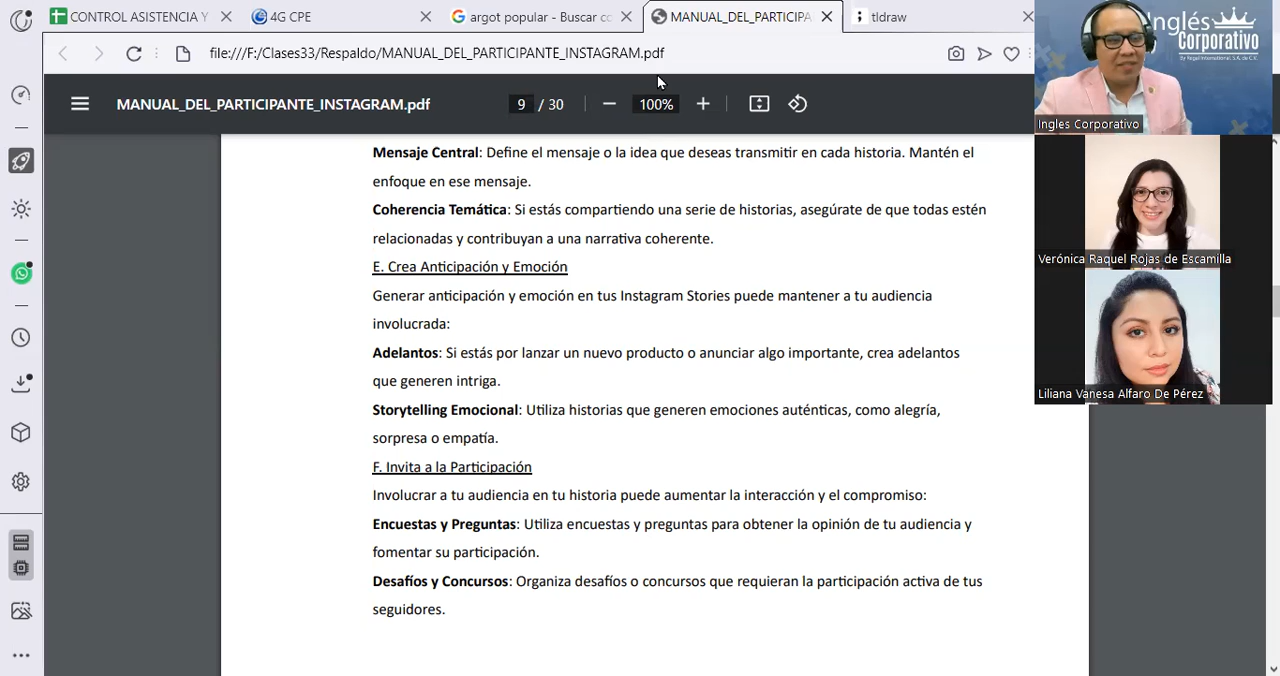 CONTROL ASISTENCIA Y
4G CPE
argot popular - Buscar co
MANUAL_DEL_PARTICIPA
tldraw
file:///F:/Clases33/Respaldo/MANUAL_DEL_PARTICIPANTE_INSTAGRAM.pdf
MANUAL_DEL_PARTICIPANTE_INSTAGRAM.pdf
9 / 30
100%
Inglés
Corporativo
By Regal International, S.A. de C.V.
Ingles Corporativo
Verónica Raquel Rojas de Escamilla
Liliana Vanesa Alfaro De Pérez
Mensaje Central: Define el mensaje o la idea que deseas transmitir en cada historia. Mantén el
enfoque en ese mensaje.
Coherencia Temática: Si estás compartiendo una serie de historias, asegúrate de que todas estén
relacionadas y contribuyan a una narrativa coherente.
E. Crea Anticipación y Emoción
Generar anticipación y emoción en tus Instagram Stories puede mantener a tu audiencia
involucrada:
Adelantos: Si estás por lanzar un nuevo producto o anunciar algo importante, crea adelantos
que generen intriga.
Storytelling Emocional: Utiliza historias que generen emociones auténticas, como alegría,
sorpresa o empatía.
F. Invita a la Participación
Involucrar a tu audiencia en tu historia puede aumentar la interacción y el compromiso:
Encuestas y Preguntas: Utiliza encuestas y preguntas para obtener la opinión de tu audiencia y
fomentar su participación.
Desafíos y Concursos: Organiza desafíos o concursos que requieran la participación activa de tus
seguidores.